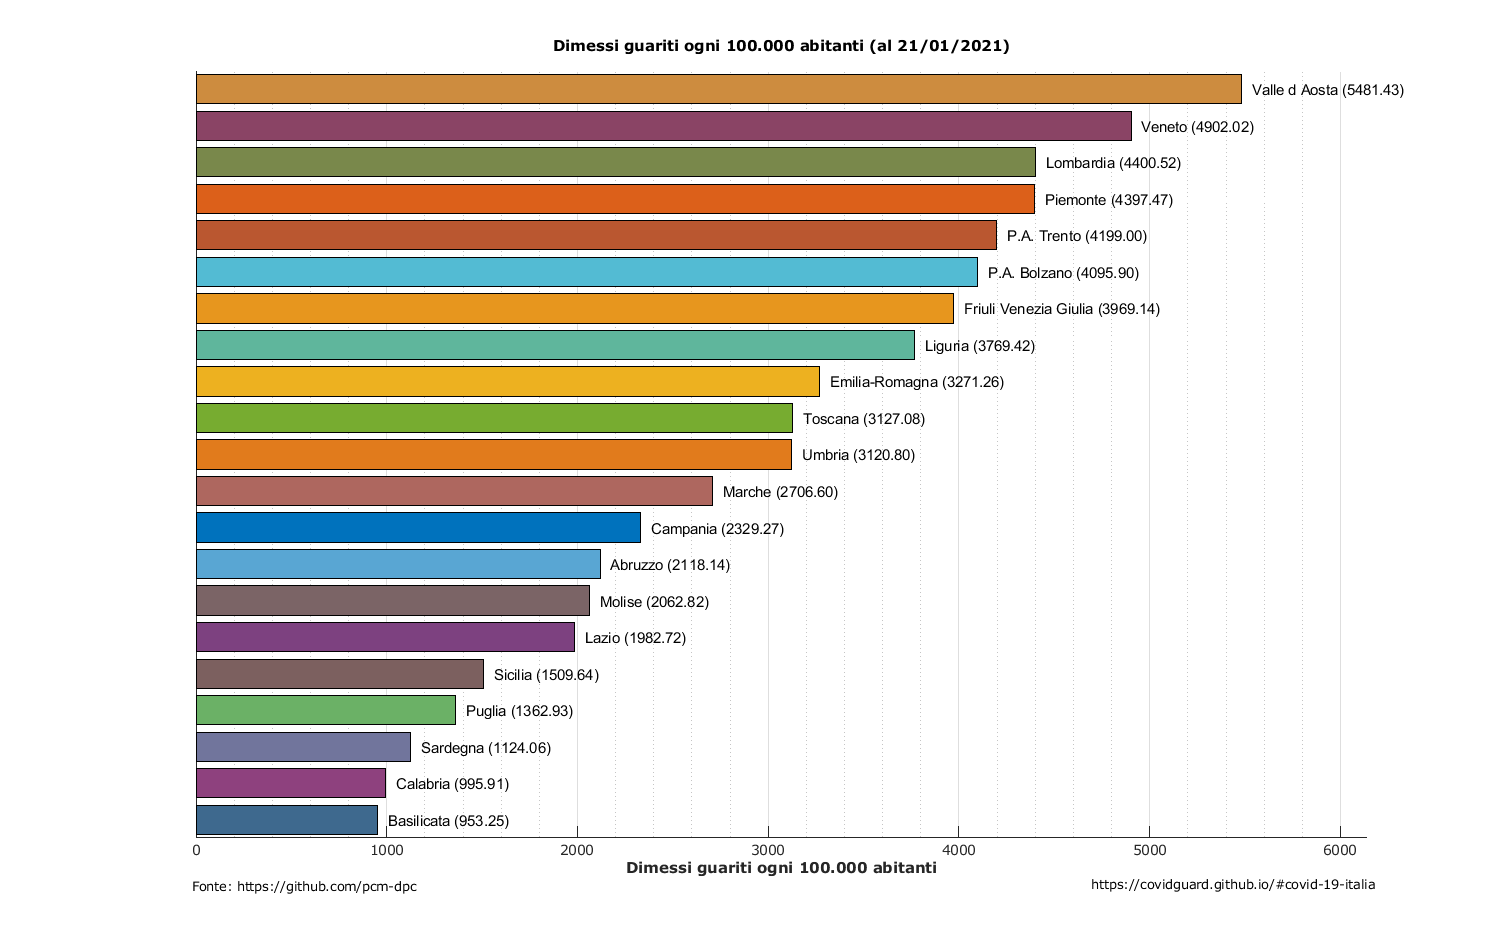 Dimessi guariti ogni 100.000 abitanti (al 21/01/2021)
Valle d Aosta (5481.43)
Veneto (4902.02)
Lombardia (4400.52)
Piemonte (4397.47)
P.A. Trento (4199.00)
P.A. Bolzano (4095.90)
Friuli Venezia Giulia (3969.14)
Liguria (3769.42)
Emilia-Romagna (3271.26)
Toscana (3127.08)
Umbria (3120.80)
Marche (2706.60)
Campania (2329.27)
Abruzzo (2118.14)
Molise (2062.82)
Lazio (1982.72)
Sicilia (1509.64)
Puglia (1362.93)
Sardegna (1124.06)
Calabria (995.91)
Basilicata (953.25)
0 1000 2000 3000 4000 5000 6000
Dimessi guariti ogni 100.000 abitanti
Fonte: https://github.com/pcm-dpc
https://covidguard.github.io/#covid-19-italia